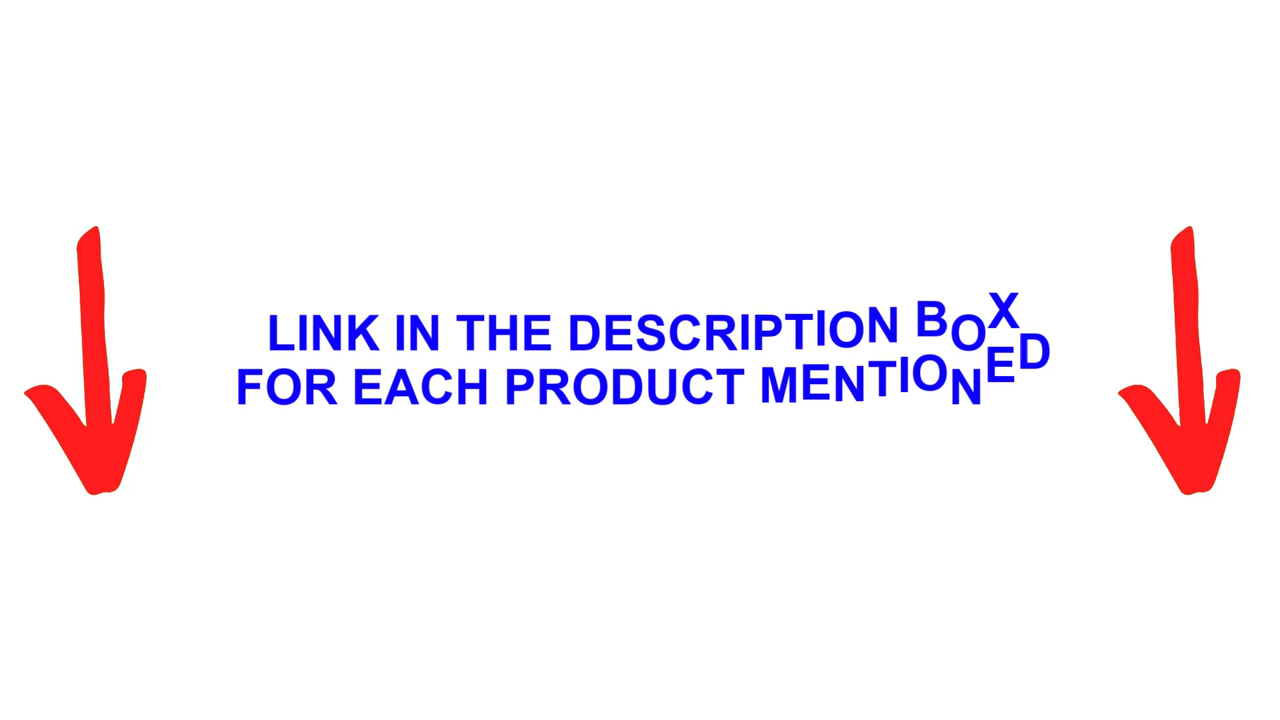 LINK IN THE DESCRIPTION BOX
FOR EACH PRODUCT MENTIONED